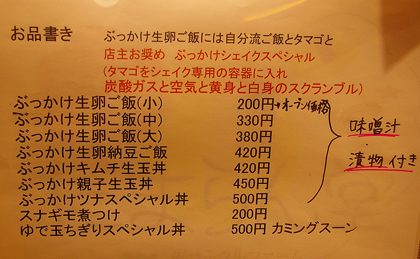 お品書き
ぶっかけ生卵ご飯には自分流ご飯とタマゴと
店主お奨め ぶっかけシェイクスペシャル
(タマゴをシェイク専用の容器に入れ
炭酸ガスと空気と黄身と白身のスクランブル)
ぶっかけ生卵ご飯(小) 200円 オープン価格
ぶっかけ生卵ご飯(中) 330円
ぶっかけ生卵ご飯(大) 380円
ぶっかけ生卵納豆ご飯 420円
ぶっかけキムチ生玉丼 420円
ぶっかけ親子生玉丼 450円
ぶっかけツナスペシャル丼 500円
スナギモ煮つけ 200円
ゆで玉ちぎりスペシャル丼 500円 カミングスーン
味噌汁
漬物 付き